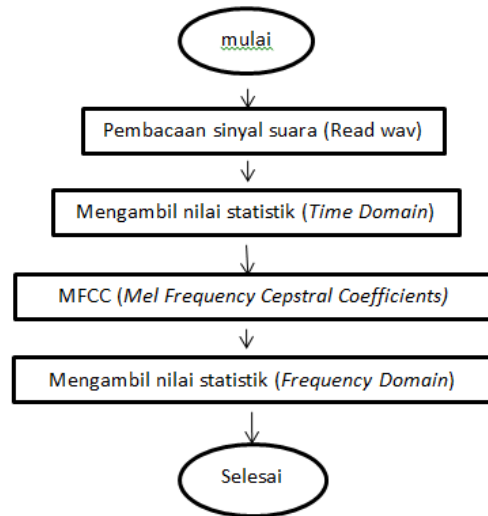 mulai
Pembacaan sinyal suara (Read wav)
Mengambil nilai statistik (Time Domain)
MFCC (Mel Frequency Cepstral Coefficients)
Mengambil nilai statistik (Frequency Domain)
Selesai